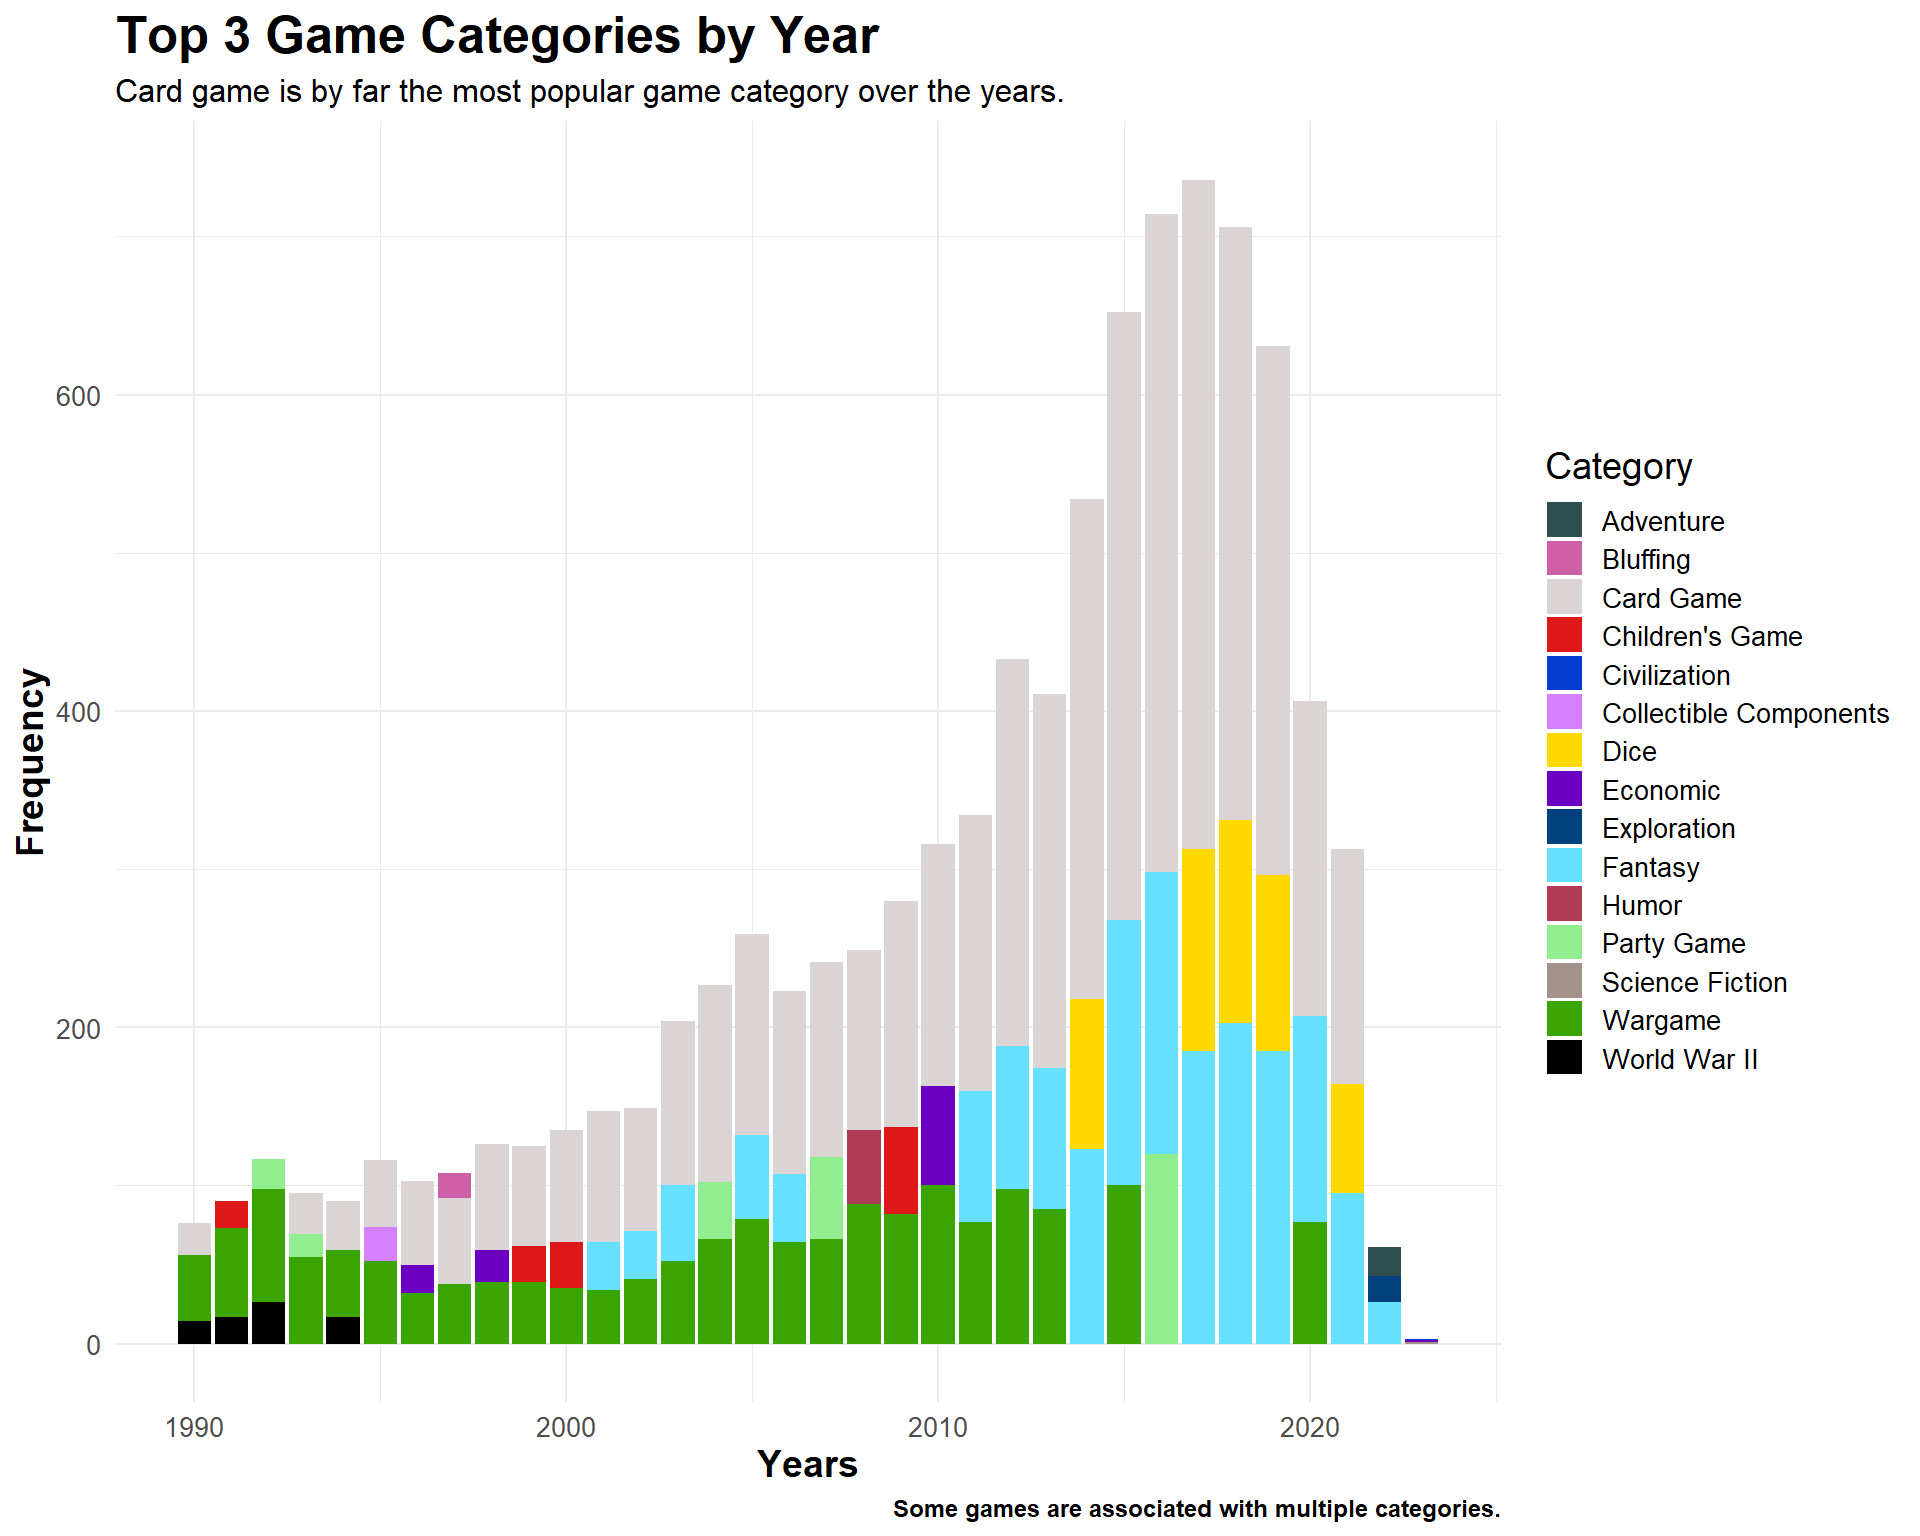 Top 3 Game Categories by Year
Card game is by far the most popular game category over the years.
Frequency
600
400
200
0
1990
2000
2010
2020
Years
Category
Adventure
Bluffing
Card Game
Children's Game
Civilization
Collectible Components
Dice
Economic
Exploration
Fantasy
Humor
Party Game
Science Fiction
Wargame
World War II
Some games are associated with multiple categories.